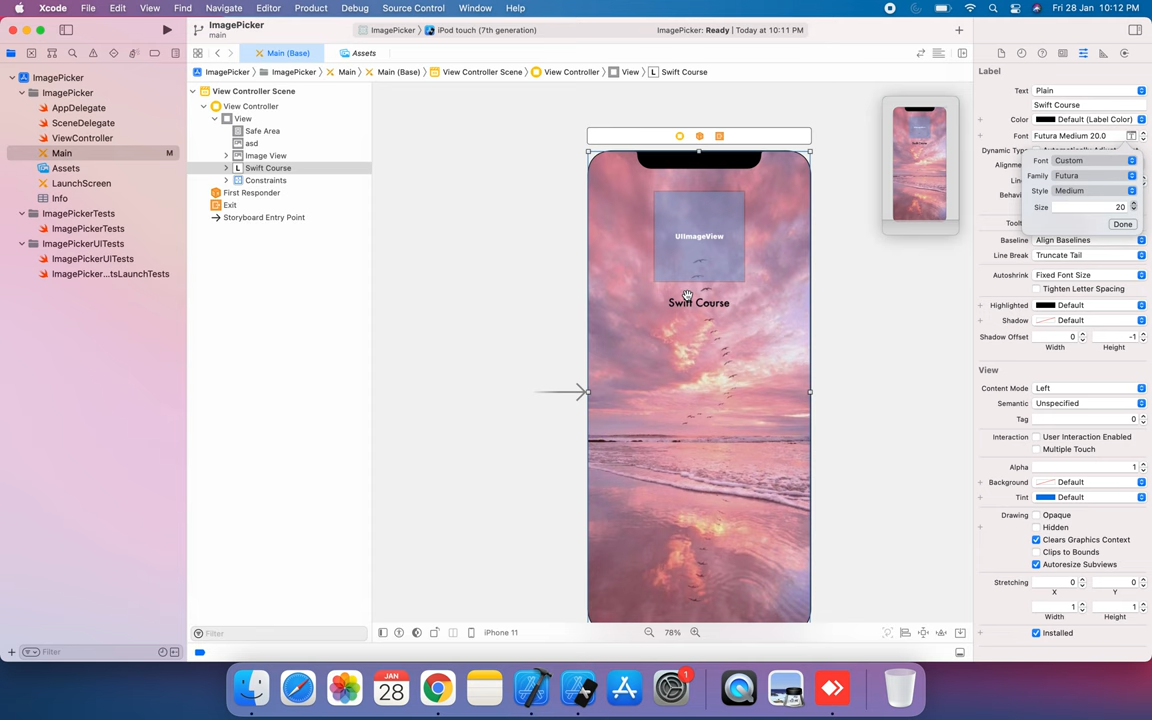 Xcode File Edit View Find Navigate Editor Product Debug Source Control Window Help Fri 28 Jan 10:12 PM
ImagePicker
main
ImagePicker iPod touch (7th generation)
ImagePicker: Ready | Today at 10:11 PM
Main (Base) Assets
ImagePicker ImagePicker Main Main (Base) View Controller Scene View Controller View L Swift Course
ImagePicker
ImagePicker
AppDelegate
SceneDelegate
ViewController
Main M
Assets
LaunchScreen
Info
ImagePickerTests
ImagePickerTests
ImagePickerUITests
ImagePickerUITests
ImagePicker...tsLaunchTests
Filter
View Controller Scene
View Controller
View
Safe Area
asd
Image View
L Swift Course
Constraints
First Responder
Exit
Storyboard Entry Point
Filter
UIImageView
Swift Course
iPhone 11
78%
Label
Text Plain
Swift Course
Color Default (Label Color)
Font Futura Medium 20.0 T
Dynamic Type
Font Custom
Family Futura
Style Medium
Size 20
Done
Baseline Align Baselines
Line Break Truncate Tail
Autoshrink Fixed Font Size
Tighten Letter Spacing
Highlighted Default
Shadow Default
Shadow Offset 0 -1
Width Height
View
Content Mode Left
Semantic Unspecified
Tag 0
Interaction User Interaction Enabled
Multiple Touch
Alpha 1
Background Default
Tint Default
Drawing Opaque
Hidden
Clears Graphics Context
Clips to Bounds
Autoresize Subviews
Stretching 0 0
X Y
1 1
Width Height
Installed
JAN
28
1